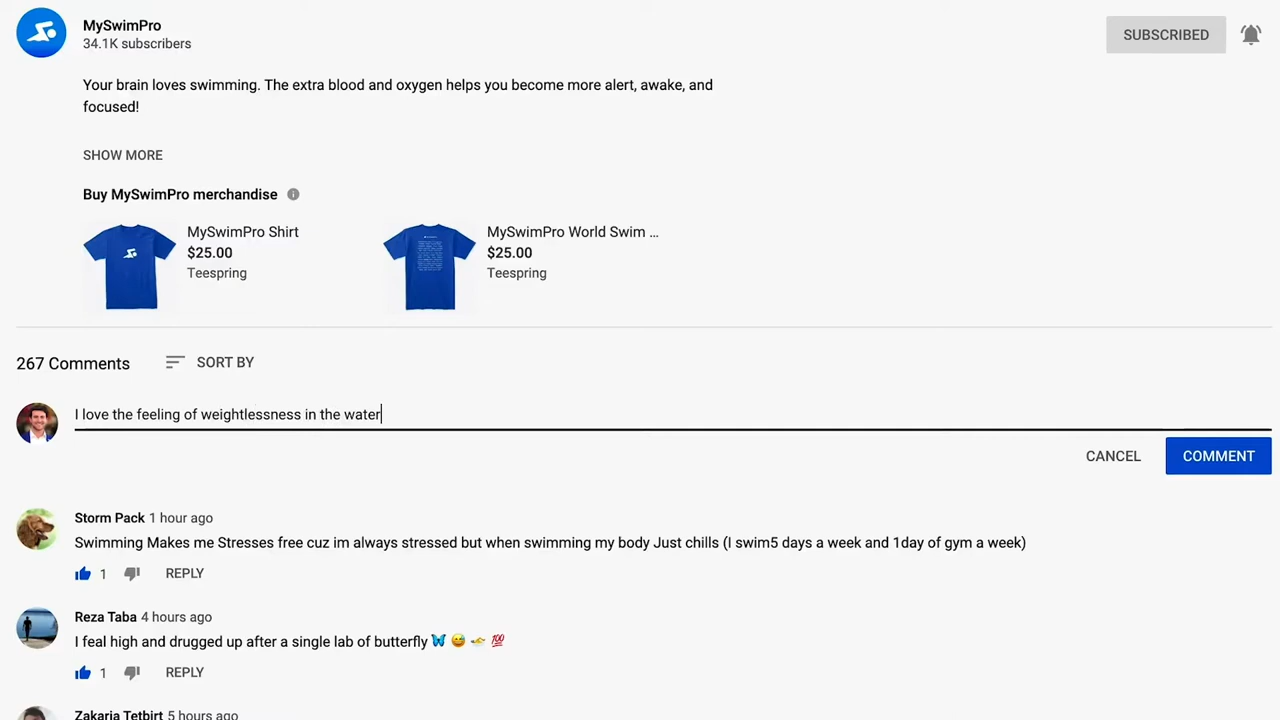 MySwimPro
34.1K subscribers
SUBSCRIBED
Your brain loves swimming. The extra blood and oxygen helps you become more alert, awake, and
focused!
SHOW MORE
Buy MySwimPro merchandise
MySwimPro Shirt
$25.00
Teespring
MySwimPro World Swim ...
$25.00
Teespring
267 Comments
SORT BY
I love the feeling of weightlessness in the water
CANCEL
COMMENT
Storm Pack 1 hour ago
Swimming Makes me Stresses free cuz im always stressed but when swimming my body Just chills (I swim5 days a week and 1day of gym a week)
1
REPLY
Reza Taba 4 hours ago
I feal high and drugged up after a single lab of butterfly 🦋 😅 🏊 💯
1
REPLY
Zakaria Tetbirt 5 hours ago